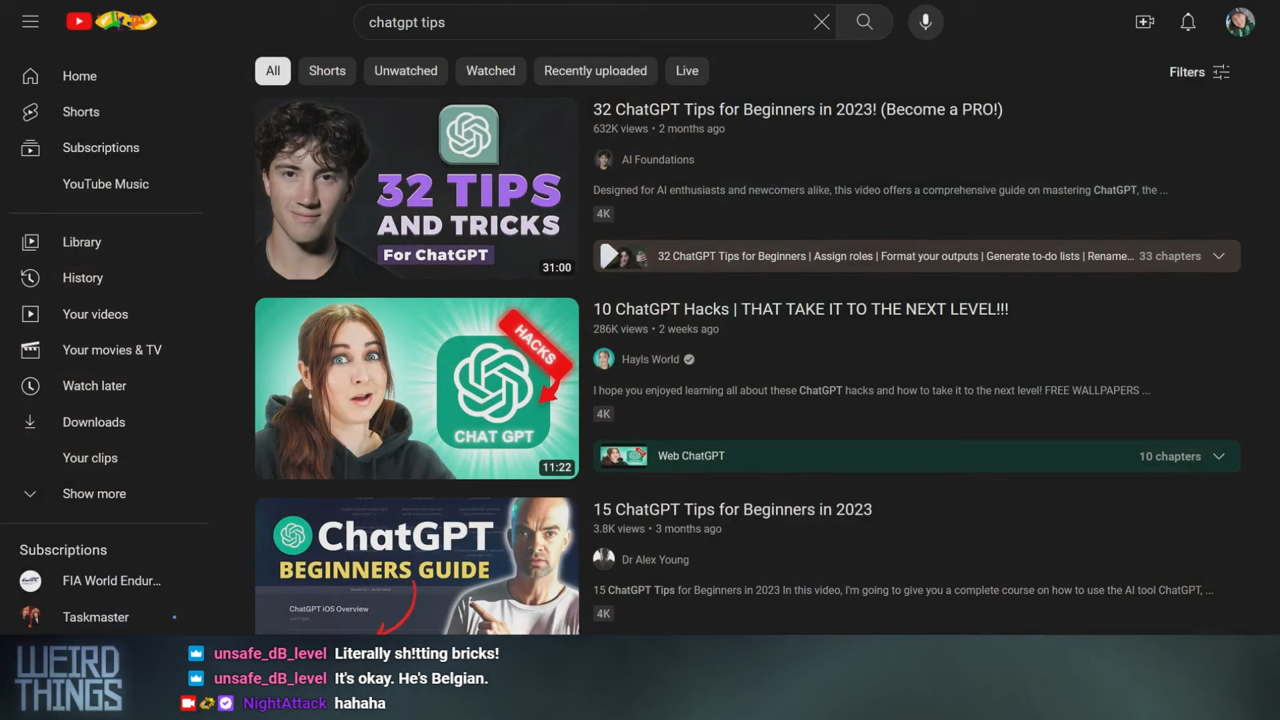 chatgpt tips
All
Shorts
Unwatched
Watched
Recently uploaded
Live
Filters
Home
Shorts
Subscriptions
YouTube Music
Library
History
Your videos
Your movies & TV
Watch later
Downloads
Your clips
Show more
Subscriptions
FIA World Endur...
Taskmaster
32 TIPS
AND TRICKS
For ChatGPT
31:00
32 ChatGPT Tips for Beginners in 2023! (Become a PRO!)
632K views • 2 months ago
AI Foundations
Designed for AI enthusiasts and newcomers alike, this video offers a comprehensive guide on mastering ChatGPT, the ...
4K
32 ChatGPT Tips for Beginners | Assign roles | Format your outputs | Generate to-do lists | Rename... 33 chapters
HACKS
CHAT GPT
11:22
10 ChatGPT Hacks | THAT TAKE IT TO THE NEXT LEVEL!!!
286K views • 2 weeks ago
Hayls World
I hope you enjoyed learning all about these ChatGPT hacks and how to take it to the next level! FREE WALLPAPERS ...
4K
Web ChatGPT 10 chapters
ChatGPT
BEGINNERS GUIDE
ChatGPT iOS Overview
15 ChatGPT Tips for Beginners in 2023
3.8K views • 3 months ago
Dr Alex Young
15 ChatGPT Tips for Beginners in 2023 In this video, I'm going to give you a complete course on how to use the AI tool ChatGPT, ...
4K
WEIRD
THINGS
unsafe_dB_level Literally sh!tting bricks!
unsafe_dB_level It's okay. He's Belgian.
NightAttack hahaha